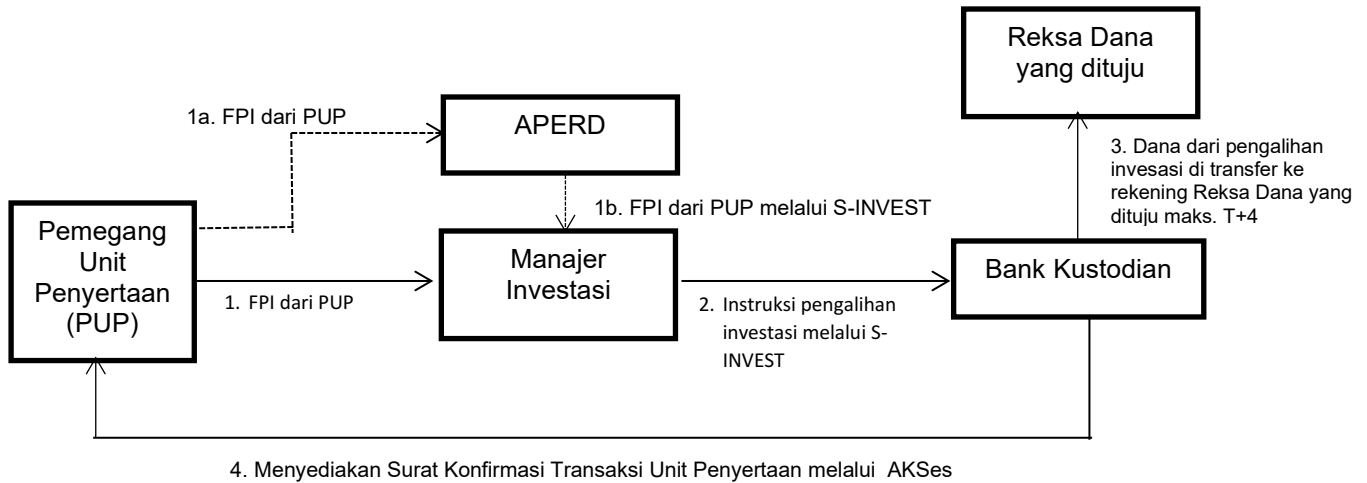 Reksa Dana
yang dituju
1a. FPI dari PUP
APERD
3. Dana dari pengalihan
invesasi di transfer ke
rekening Reksa Dana yang
dituju maks. T+4
1b. FPI dari PUP melalui S-INVEST
Pemegang
Unit
Penyertaan
(PUP)
Manajer
Investasi
Bank Kustodian
1. FPI dari PUP
2. Instruksi pengalihan
investasi melalui S-
INVEST
4. Menyediakan Surat Konfirmasi Transaksi Unit Penyertaan melalui AKSes